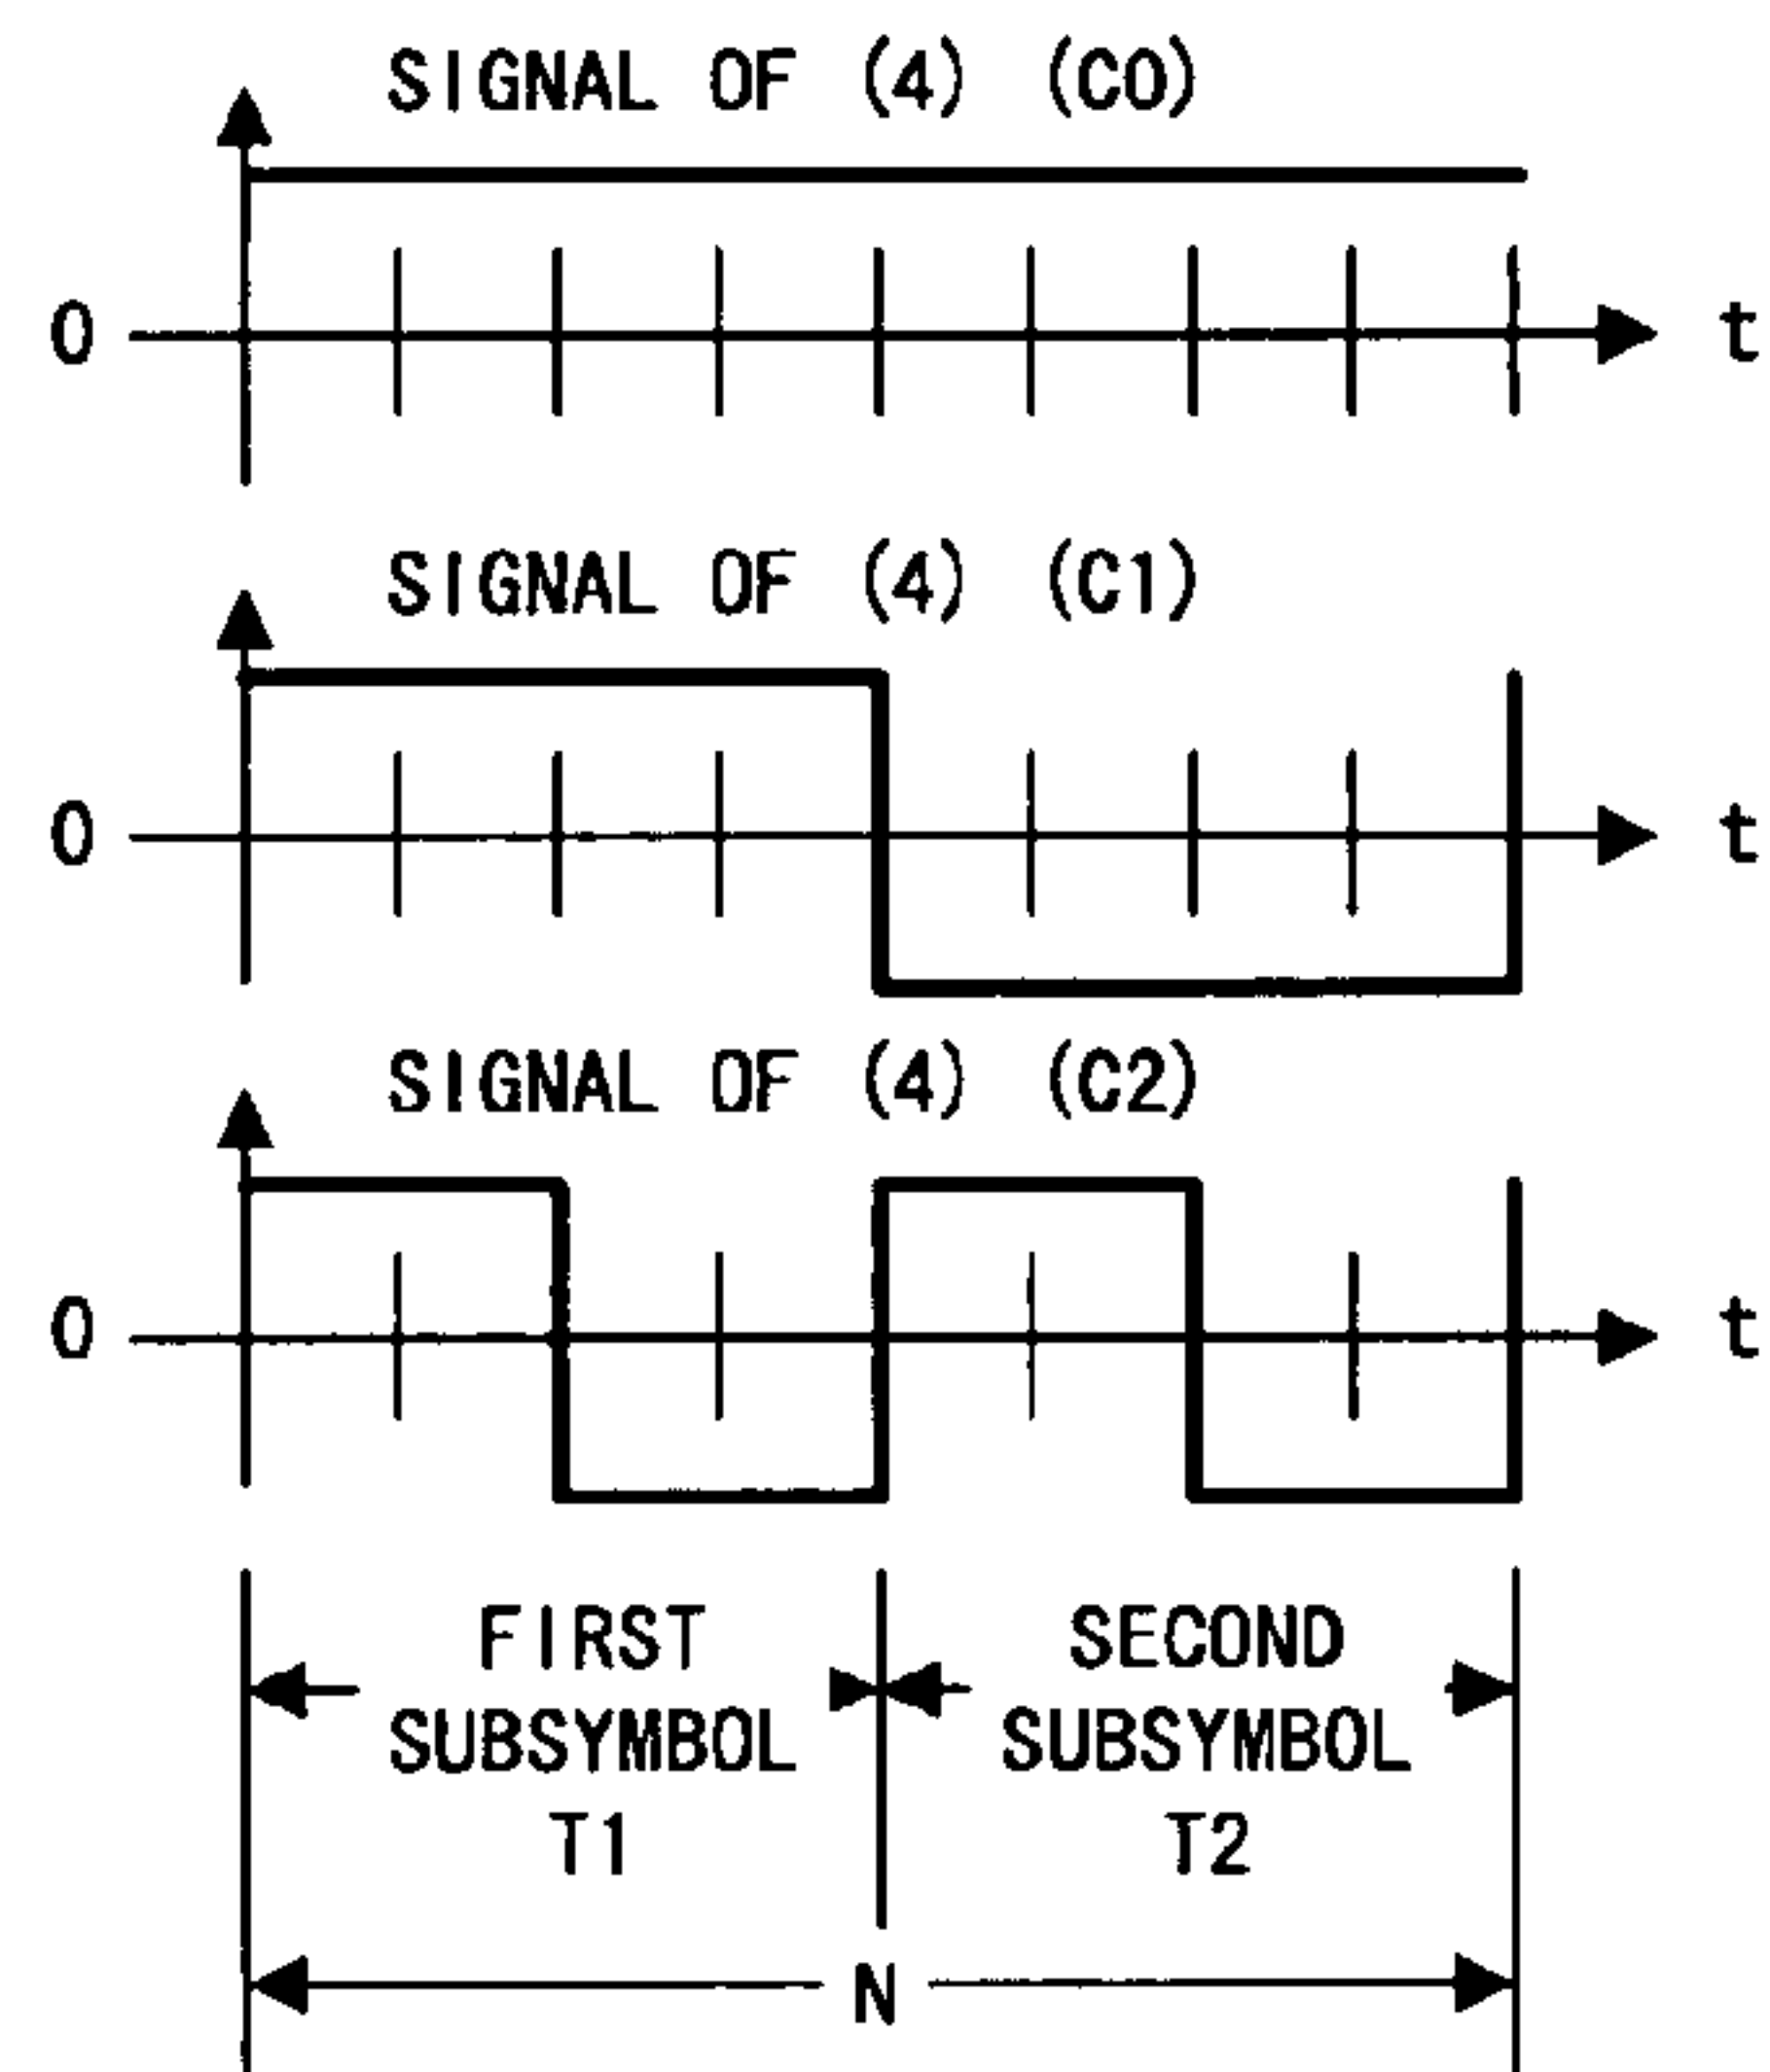 SIGNAL OF (4) (C0)
0 t
SIGNAL OF (4) (C1)
0 t
SIGNAL OF (4) (C2)
0 t
FIRST SUBSYMBOL T1
SECOND SUBSYMBOL T2
N